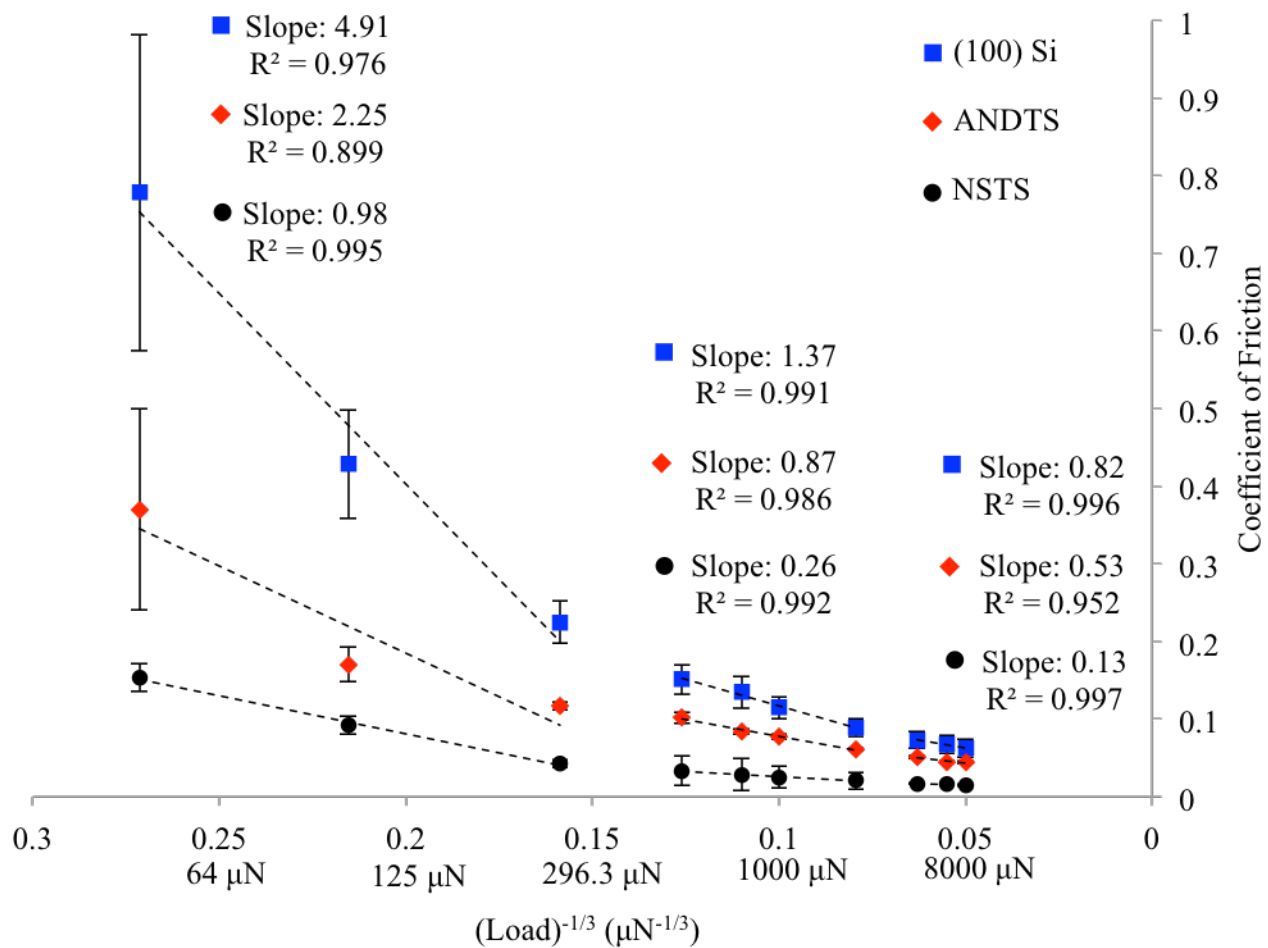 Slope: 4.91
R² = 0.976
Slope: 2.25
R² = 0.899
Slope: 0.98
R² = 0.995
(100) Si
ANDTS
NSTS
Slope: 1.37
R² = 0.991
Slope: 0.87
R² = 0.986
Slope: 0.26
R² = 0.992
Slope: 0.82
R² = 0.996
Slope: 0.53
R² = 0.952
Slope: 0.13
R² = 0.997
1
0.9
0.8
0.7
0.6
0.5
0.4
0.3
0.2
0.1
0
Coefficient of Friction
0.3 0.25 0.2 0.15 0.1 0.05 0
64 μN 125 μN 296.3 μN 1000 μN 8000 μN
(Load)⁻¹/³ (μN⁻¹/³)